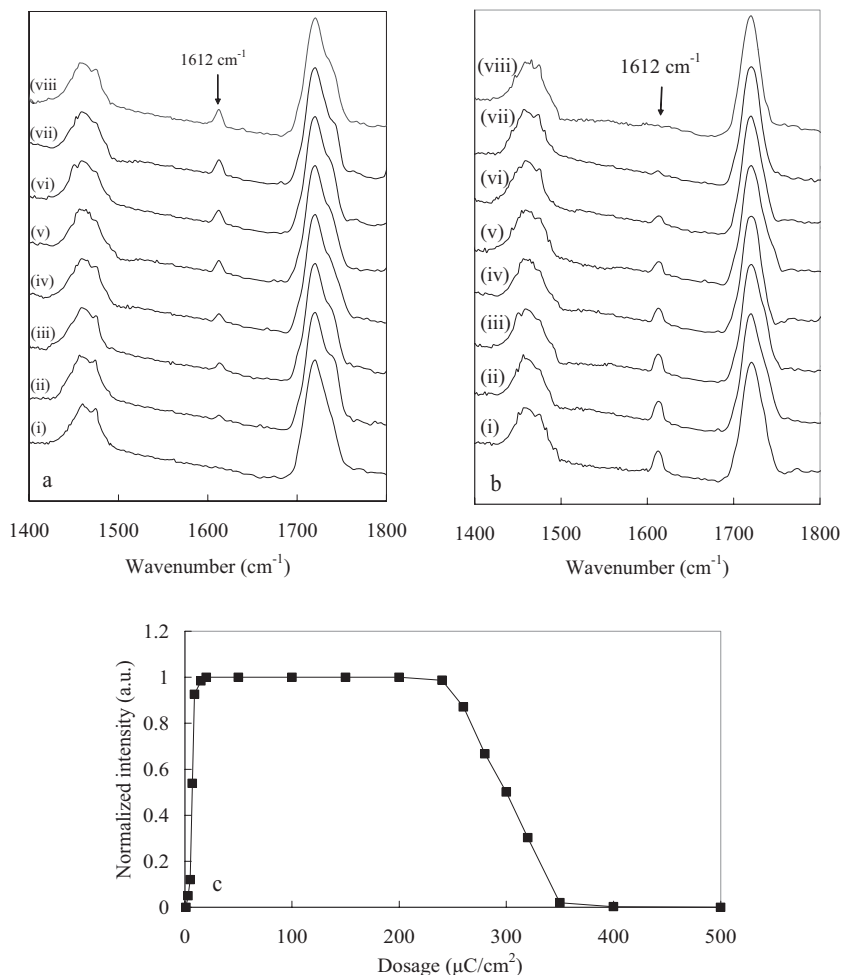 1612 cm⁻¹
(viii
(vii)
(vi)
(v)
(iv)
(iii)
(ii)
(i)
a
1400 1500 1600 1700 1800
Wavenumber (cm⁻¹)
1612 cm⁻¹
(viii)
(vii)
(vi)
(v)
(iv)
(iii)
(ii)
(i)
b
1400 1500 1600 1700 1800
Wavenumber (cm⁻¹)
Normalized intensity (a.u.)
1.2
1
0.8
0.6
0.4
0.2
0
c
0 100 200 300 400 500
Dosage (µC/cm²)